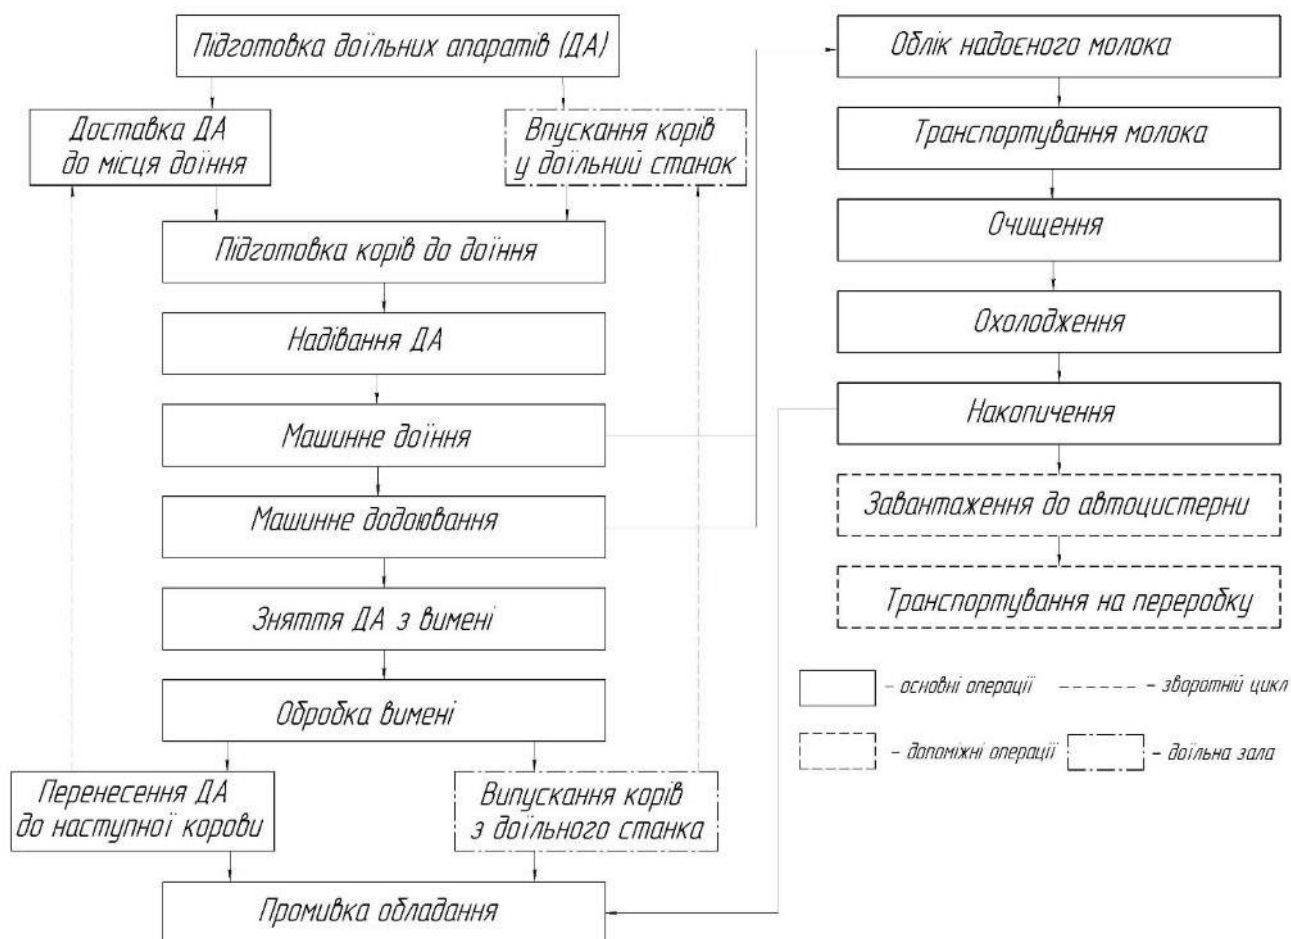 Підготовка доїльних апаратів (ДА)
Доставка ДА
до місця доїння
Впускання корів
у доїльний станок
Підготовка корів до доїння
Надівання ДА
Машинне доїння
Машинне додоювання
Зняття ДА з вимені
Обробка вимені
Перенесення ДА
до наступної корови
Випускання корів
з доїльного станка
Промивка обладання
Облік надоєного молока
Транспортування молока
Очищення
Охолодження
Накопичення
Завантаження до автоцистерни
Транспортування на переробку
– основні операції
– зворотній цикл
– допоміжні операції
– доїльна зала